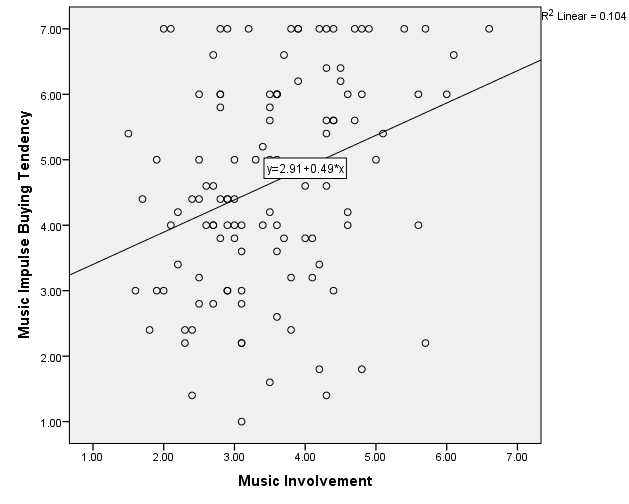 R2 Linear = 0.104
7.00
6.00
5.00
4.00
3.00
2.00
1.00
Music Impulse Buying Tendency
y=2.91+0.49*x
1.00 2.00 3.00 4.00 5.00 6.00 7.00
Music Involvement